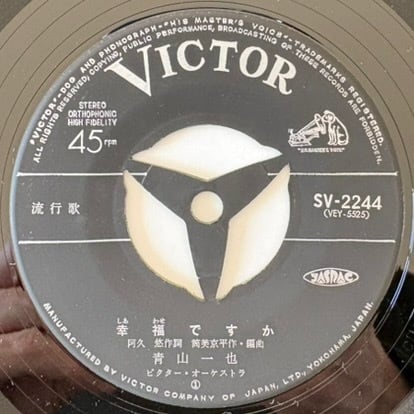 "VICTOR" DOG AND PHONOGRAPH "HIS MASTER'S VOICE" TRADEMARKS REGISTERED.
ALL RIGHTS RESERVED, COPYING, PUBLIC PERFORMANCE, BROADCASTING OF THESE RECORDS ARE FORBIDDEN.
VICTOR
STEREO
ORTHOPHONIC
HIGH FIDELITY
45 rpm
"HIS MASTER'S VOICE"
流行歌
SV-2244
(VEY-5525)
JASRAC
しあ わせ
幸福ですか
阿久 悠作詞 筒美京平作・編曲
青山一也
ビクター・オーケストラ
①
MANUFACTURED BY VICTOR COMPANY OF JAPAN, LTD., YOKOHAMA, JAPAN